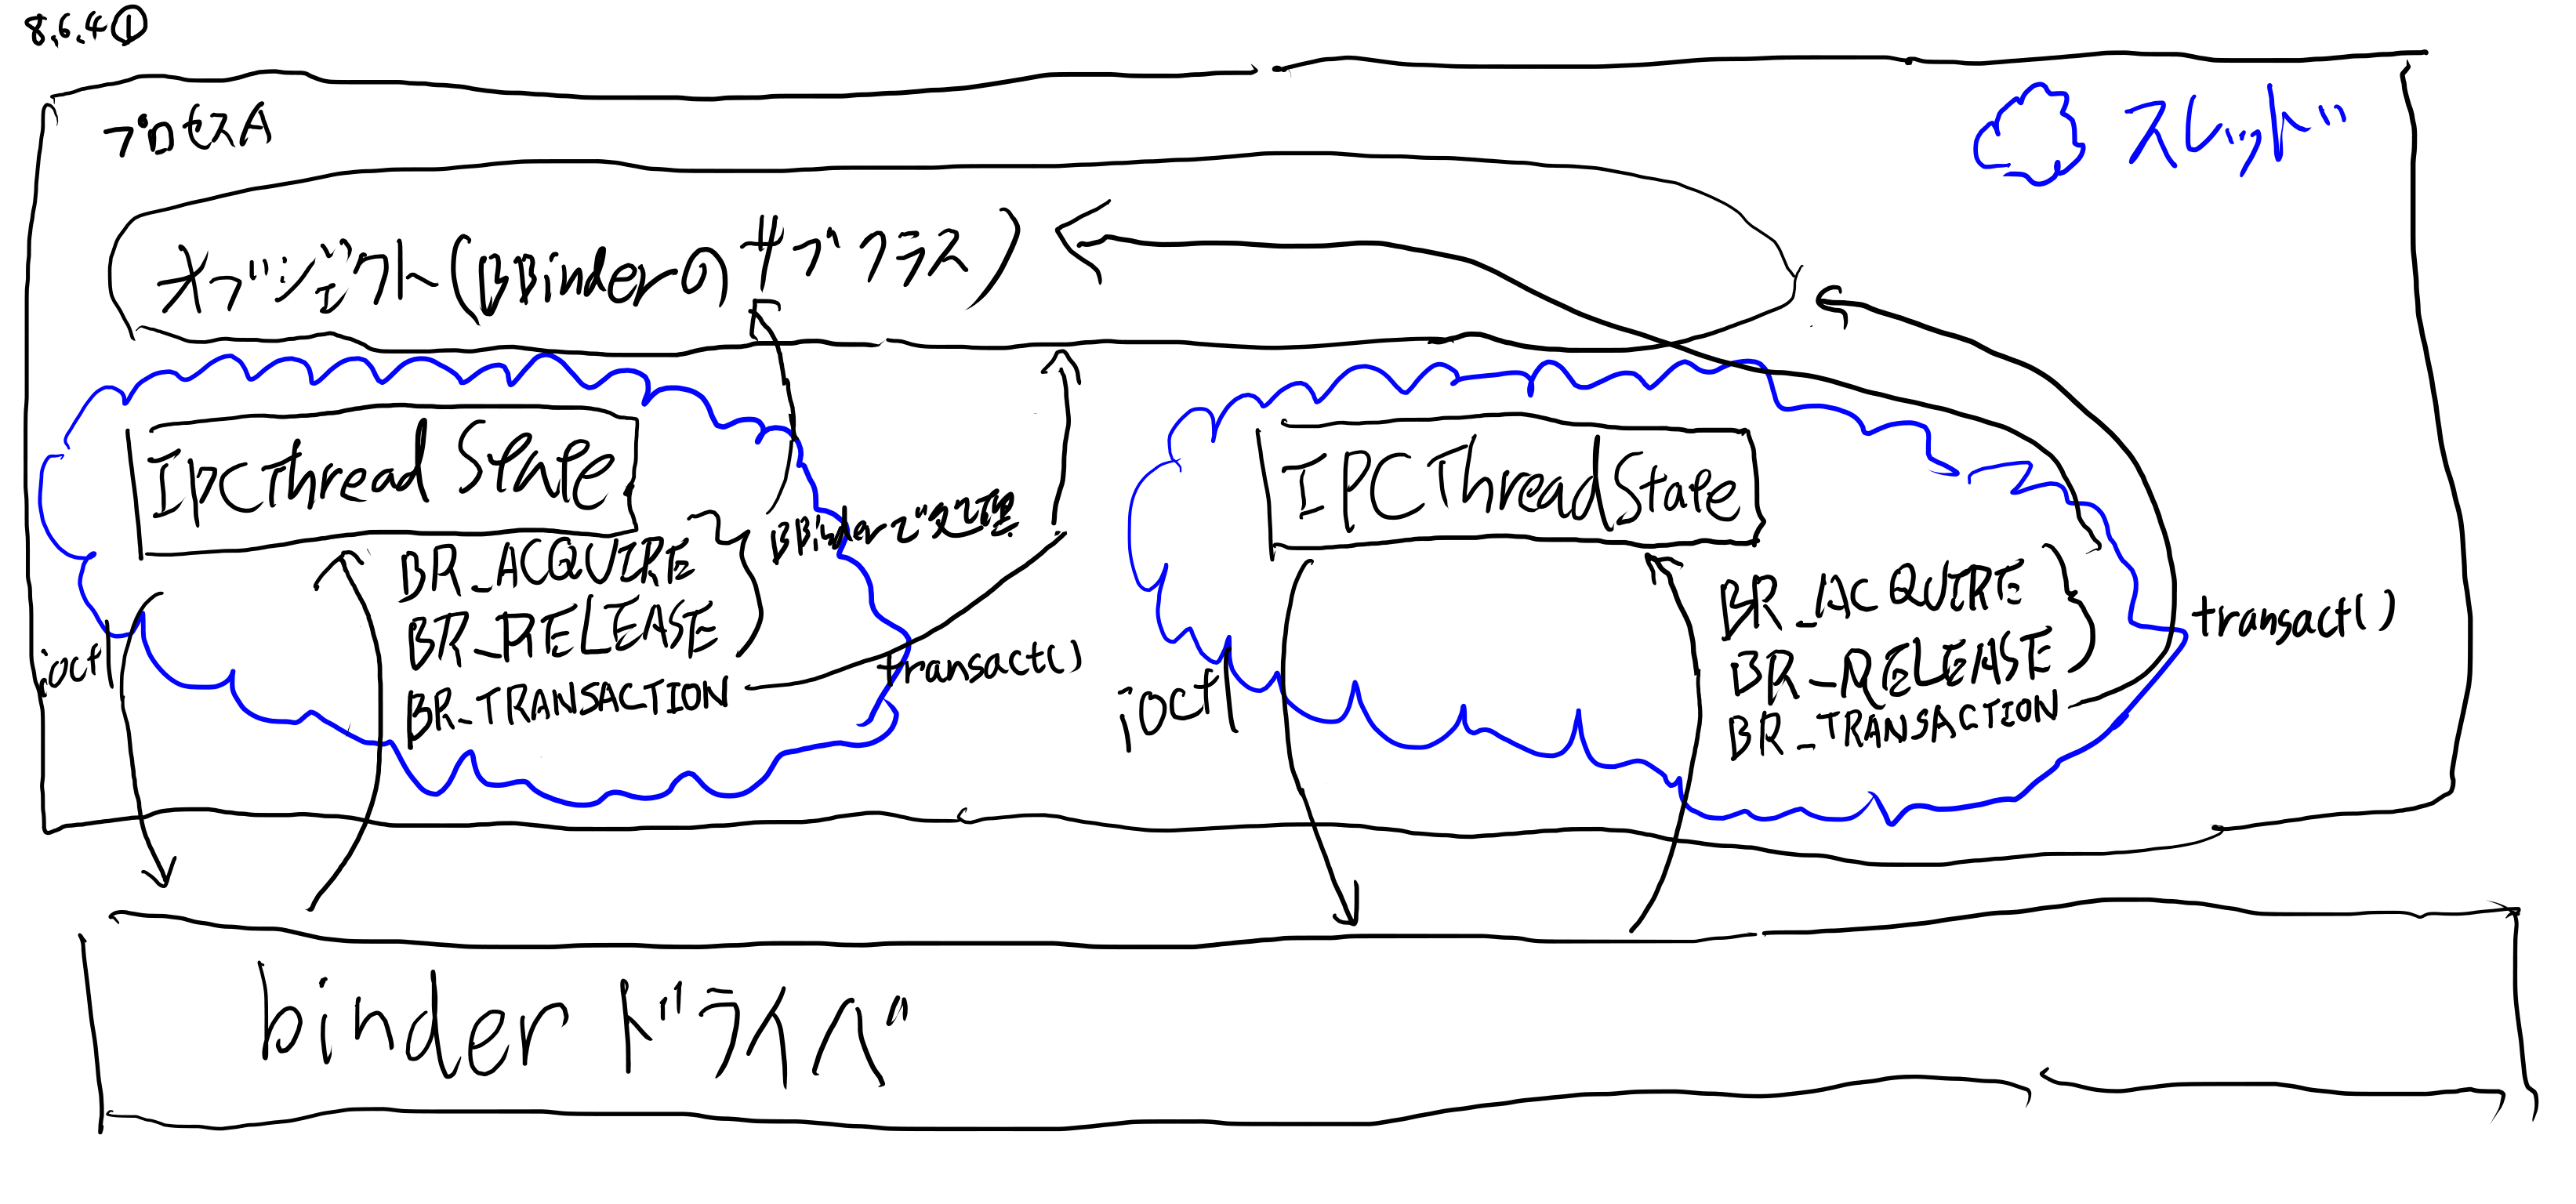 8.6.4①
プロセスA
スレッド
オブジェクト(BBinderのサブクラス)
IPCThreadState
BBinderで処理
BR_ACQUIRE
BR_RELEASE
BR_TRANSACTION
ioctl
transact()
IPCThreadState
BR_ACQUIRE
BR_RELEASE
BR_TRANSACTION
ioctl
transact()
binderドライバ